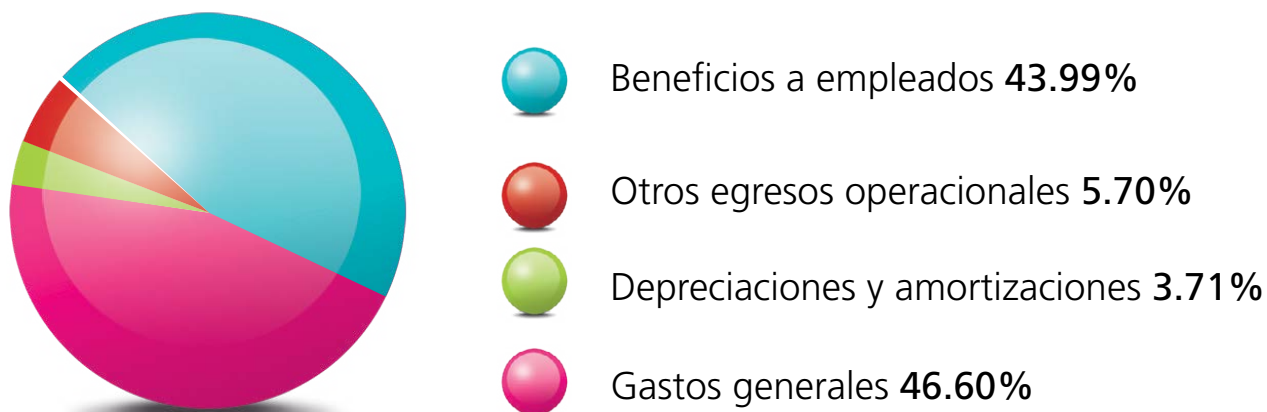 Beneficios a empleados 43.99%
Otros egresos operacionales 5.70%
Depreciaciones y amortizaciones 3.71%
Gastos generales 46.60%